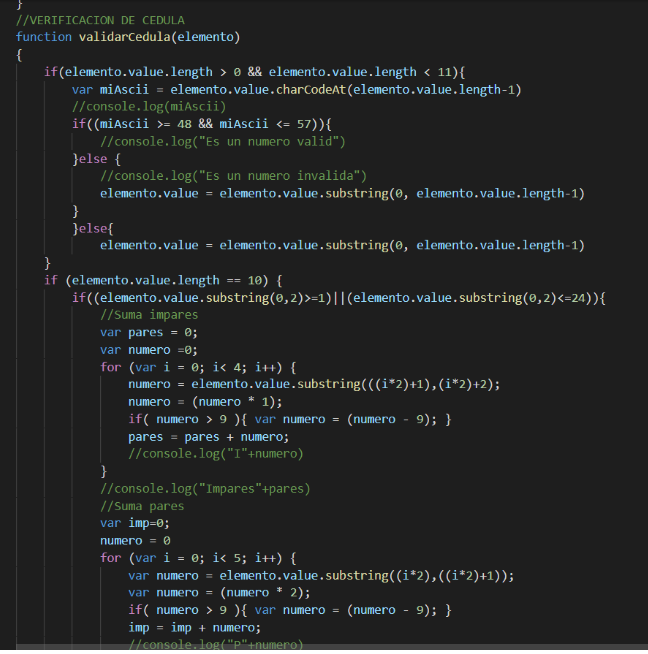 }
//VERIFICACION DE CEDULA
function validarCedula(elemento)
{
if(elemento.value.length > 0 && elemento.value.length < 11){
var miAscii = elemento.value.charCodeAt(elemento.value.length-1)
//console.log(miAscii)
if((miAscii >= 48 && miAscii <= 57)){
//console.log("Es un numero valid")
}else {
//console.log("Es un numero invalida")
elemento.value = elemento.value.substring(0, elemento.value.length-1)
}
}else{
elemento.value = elemento.value.substring(0, elemento.value.length-1)
}
if (elemento.value.length == 10) {
if((elemento.value.substring(0,2)>=1)||(elemento.value.substring(0,2)<=24)){
//Suma impares
var pares = 0;
var numero =0;
for (var i = 0; i< 4; i++) {
numero = elemento.value.substring(((i*2)+1),(i*2)+2);
numero = (numero * 1);
if( numero > 9 ){ var numero = (numero - 9); }
pares = pares + numero;
//console.log("I"+numero)
}
//console.log("Impares"+pares)
//Suma pares
var imp=0;
numero = 0
for (var i = 0; i< 5; i++) {
var numero = elemento.value.substring((i*2),((i*2)+1));
var numero = (numero * 2);
if( numero > 9 ){ var numero = (numero - 9); }
imp = imp + numero;
//console.log("P"+numero)